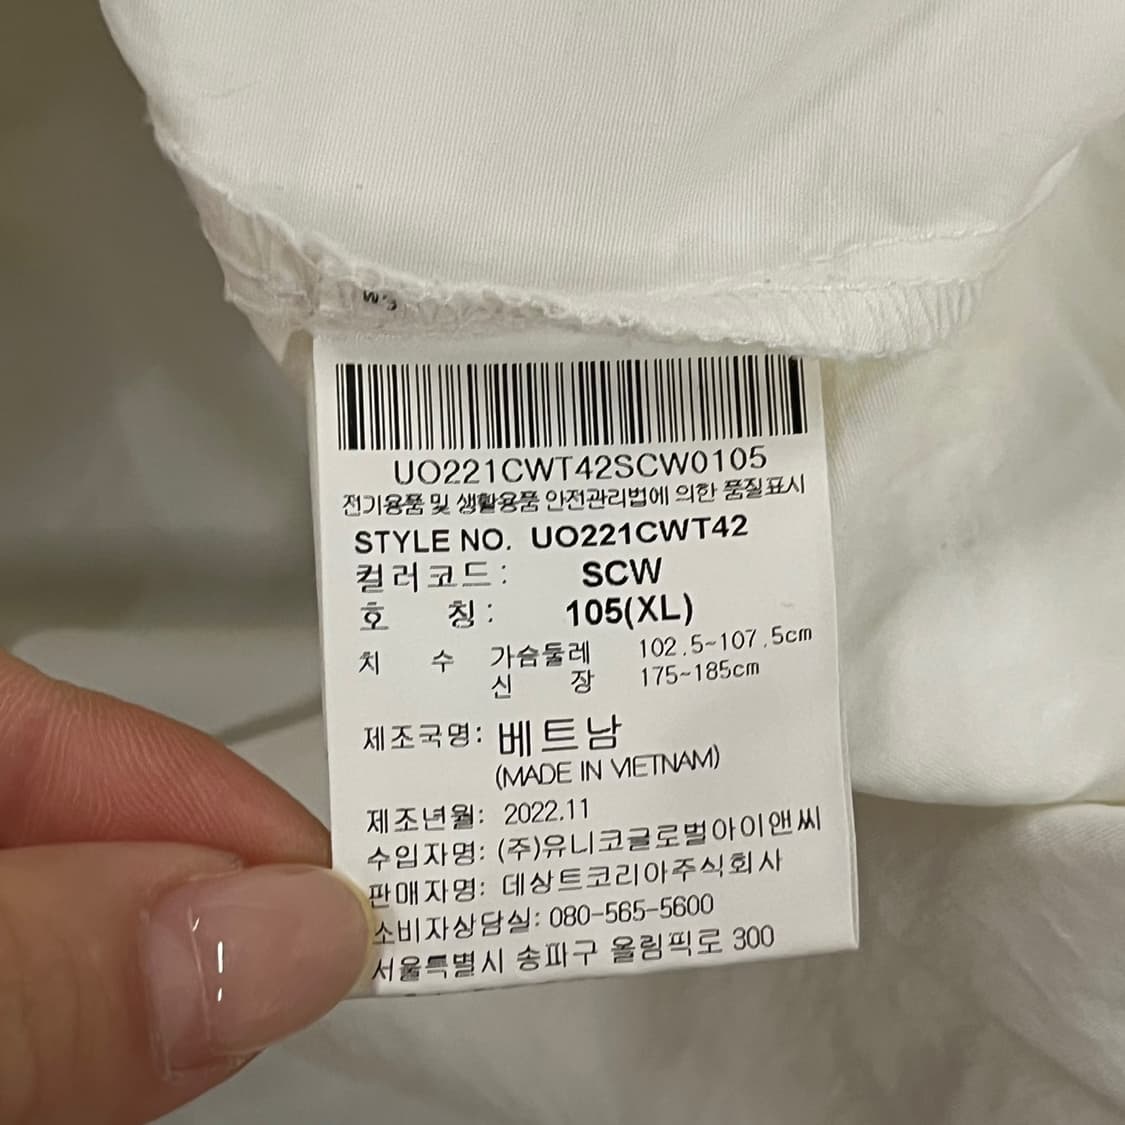 W's
UO221CWT42SCW0105
전기용품 및 생활용품 안전관리법에 의한 품질표시
STYLE NO. UO221CWT42
컬러코드: SCW
호 칭: 105(XL)
치 수 가슴둘레 102.5~107.5cm
신 장 175~185cm
제조국명: 베트남
(MADE IN VIETNAM)
제조년월: 2022.11
수입자명: (주)유니코글로벌아이앤씨
판매자명: 데상트코리아주식회사
소비자상담실: 080-565-5600
서울특별시 송파구 올림픽로 300